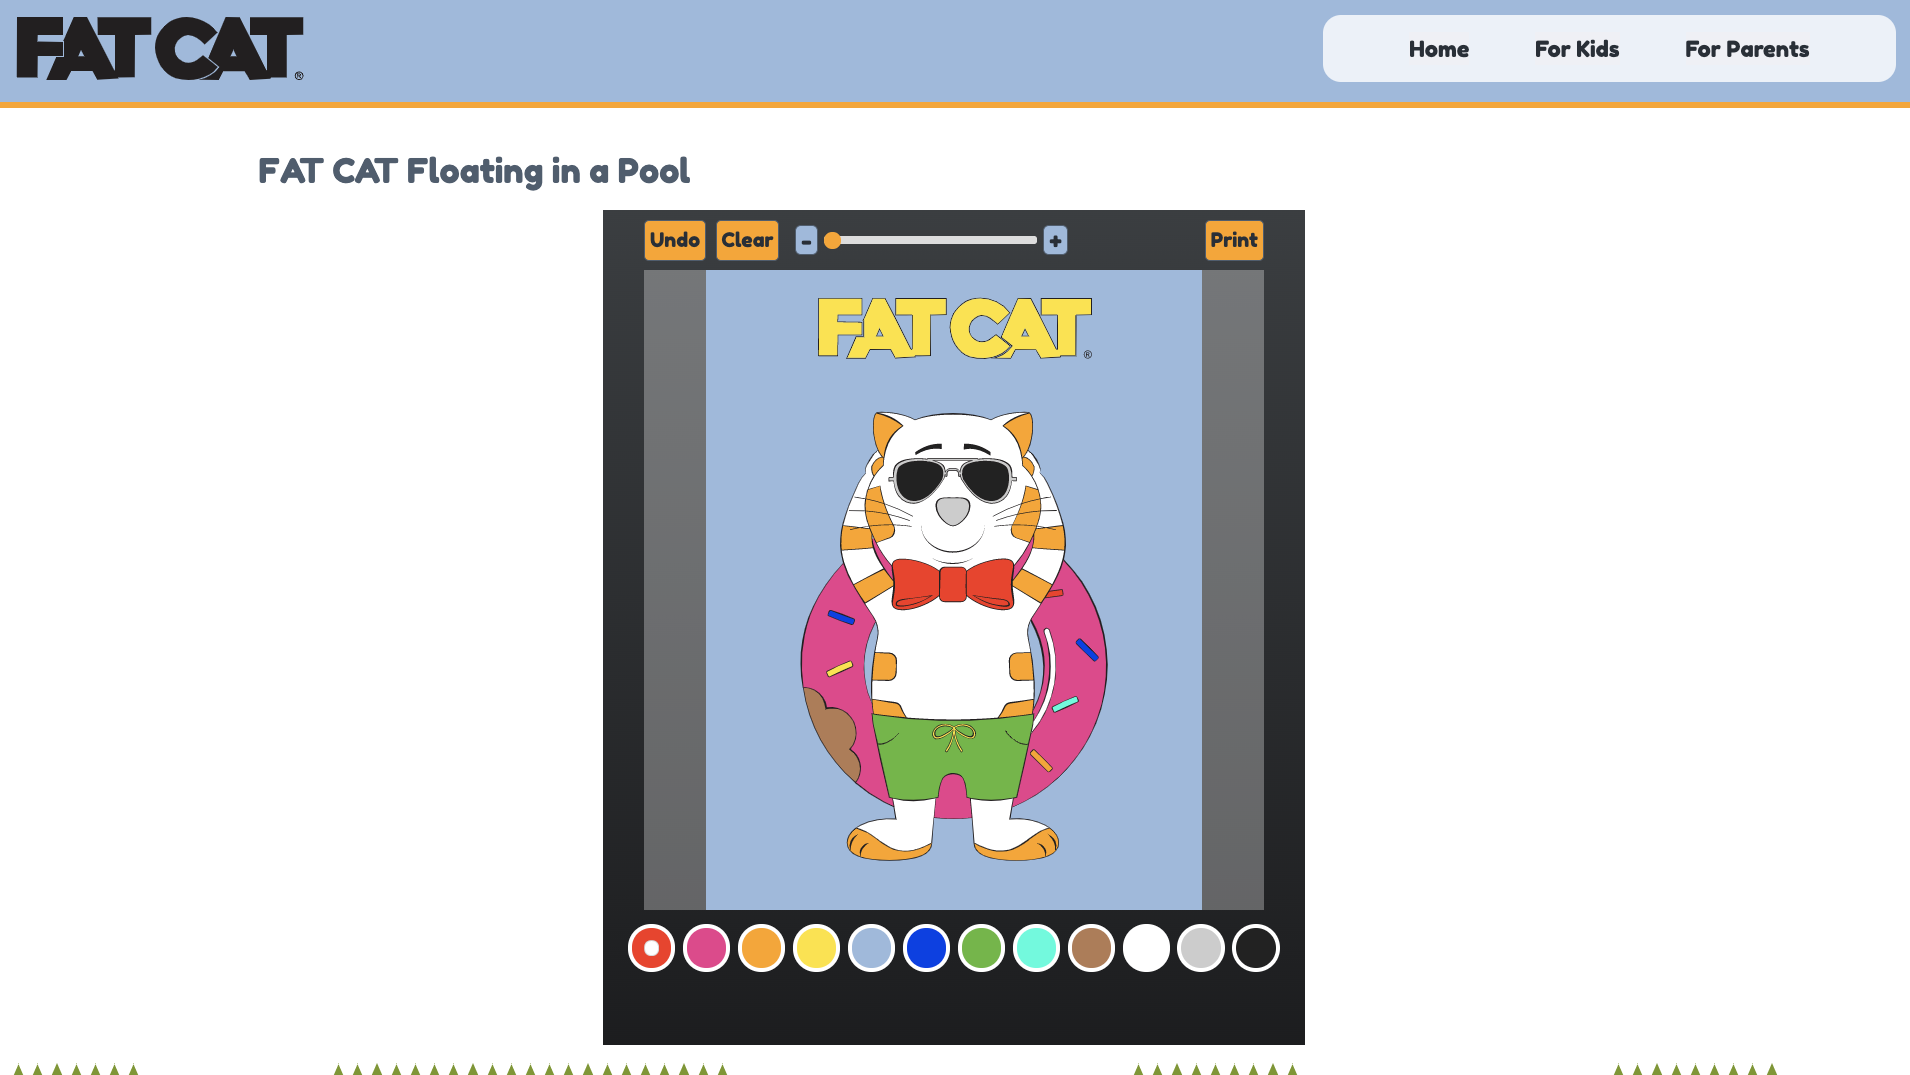 FAT CAT®
Home For Kids For Parents
FAT CAT Floating in a Pool
Undo Clear - + Print
FAT CAT®